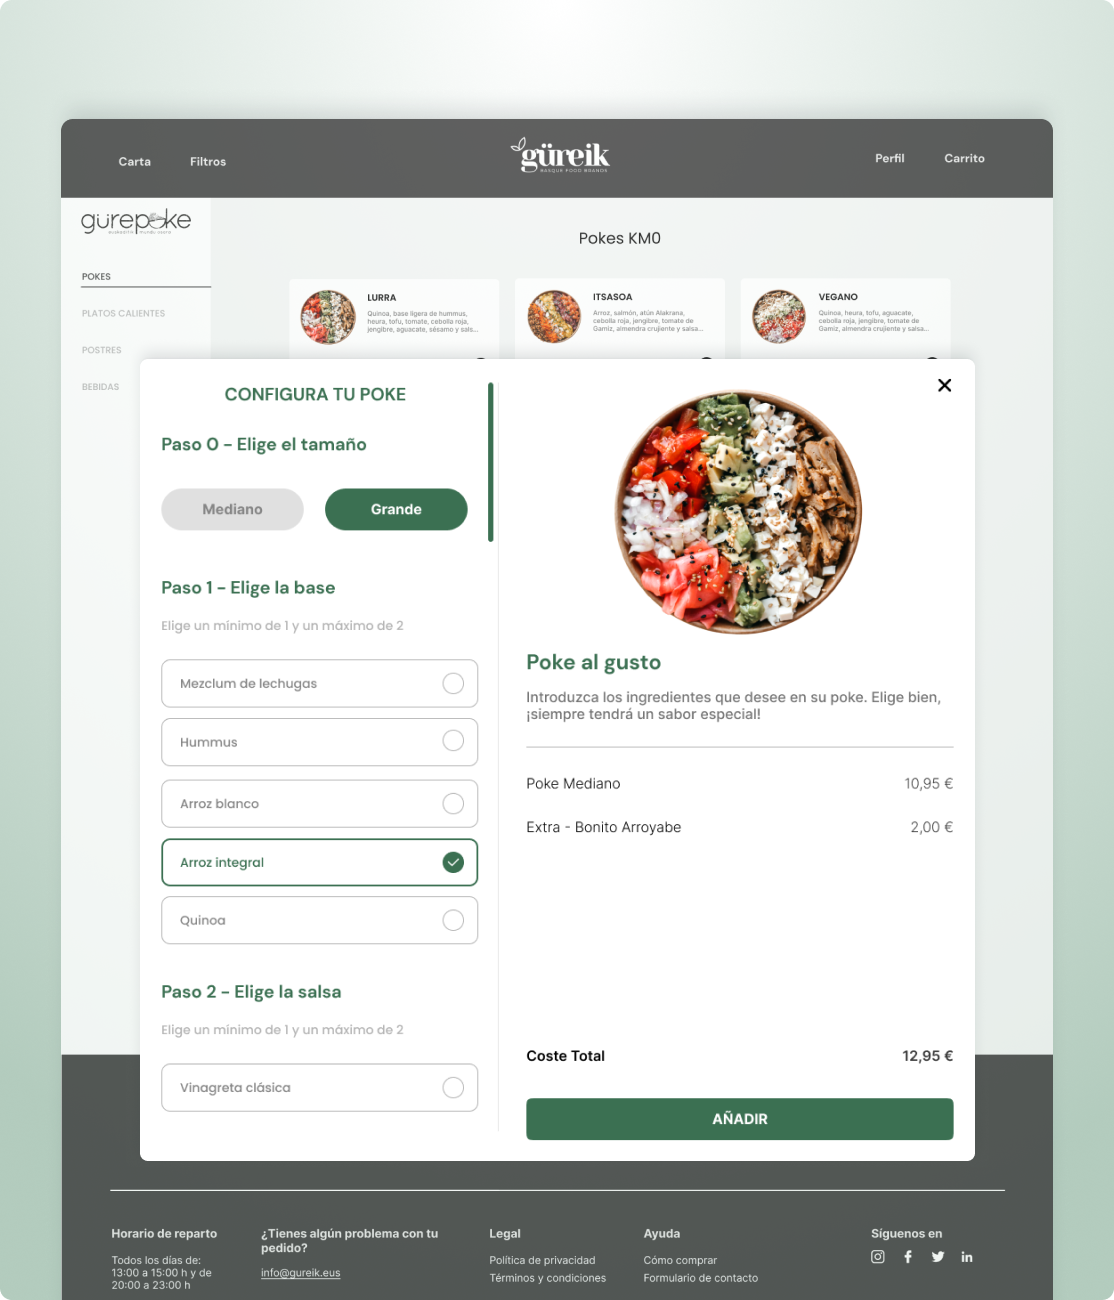 Carta
Filtros
güreik
BASQUE FOOD BRANDS
Perfil
Carrito
gürepoke
POKES
PLATOS CALIENTES
POSTRES
BEBIDAS
Pokes KM0
LURRA
Quinoa, base ligera de hummus,
heura, tofu, tomate, cebolla roja,
jengibre, aguacate, sésamo y sals...
ITSASOA
Arroz, salmón, atún Alakrana,
cebolla roja, jengibre, tomate de
Gamiz, almendra crujiente y salsa...
VEGANO
Quinoa, heura, tofu, aguacate,
cebolla roja, jengibre, tomate de
Gamiz, almendra crujiente y salsa...
CONFIGURA TU POKE
Paso 0 - Elige el tamaño
Mediano
Grande
Paso 1 - Elige la base
Elige un mínimo de 1 y un máximo de 2
Mezclum de lechugas
Hummus
Arroz blanco
Arroz integral
Quinoa
Paso 2 - Elige la salsa
Elige un mínimo de 1 y un máximo de 2
Vinagreta clásica
Poke al gusto
Introduzca los ingredientes que desee en su poke. Elige bien,
¡siempre tendrá un sabor especial!
Poke Mediano 10,95 €
Extra - Bonito Arroyabe 2,00 €
Coste Total 12,95 €
AÑADIR
Horario de reparto
Todos los días de:
13:00 a 15:00 h y de
20:00 a 23:00 h
¿Tienes algún problema con tu
pedido?
info@gureik.eus
Legal
Política de privacidad
Términos y condiciones
Ayuda
Cómo comprar
Formulario de contacto
Síguenos en